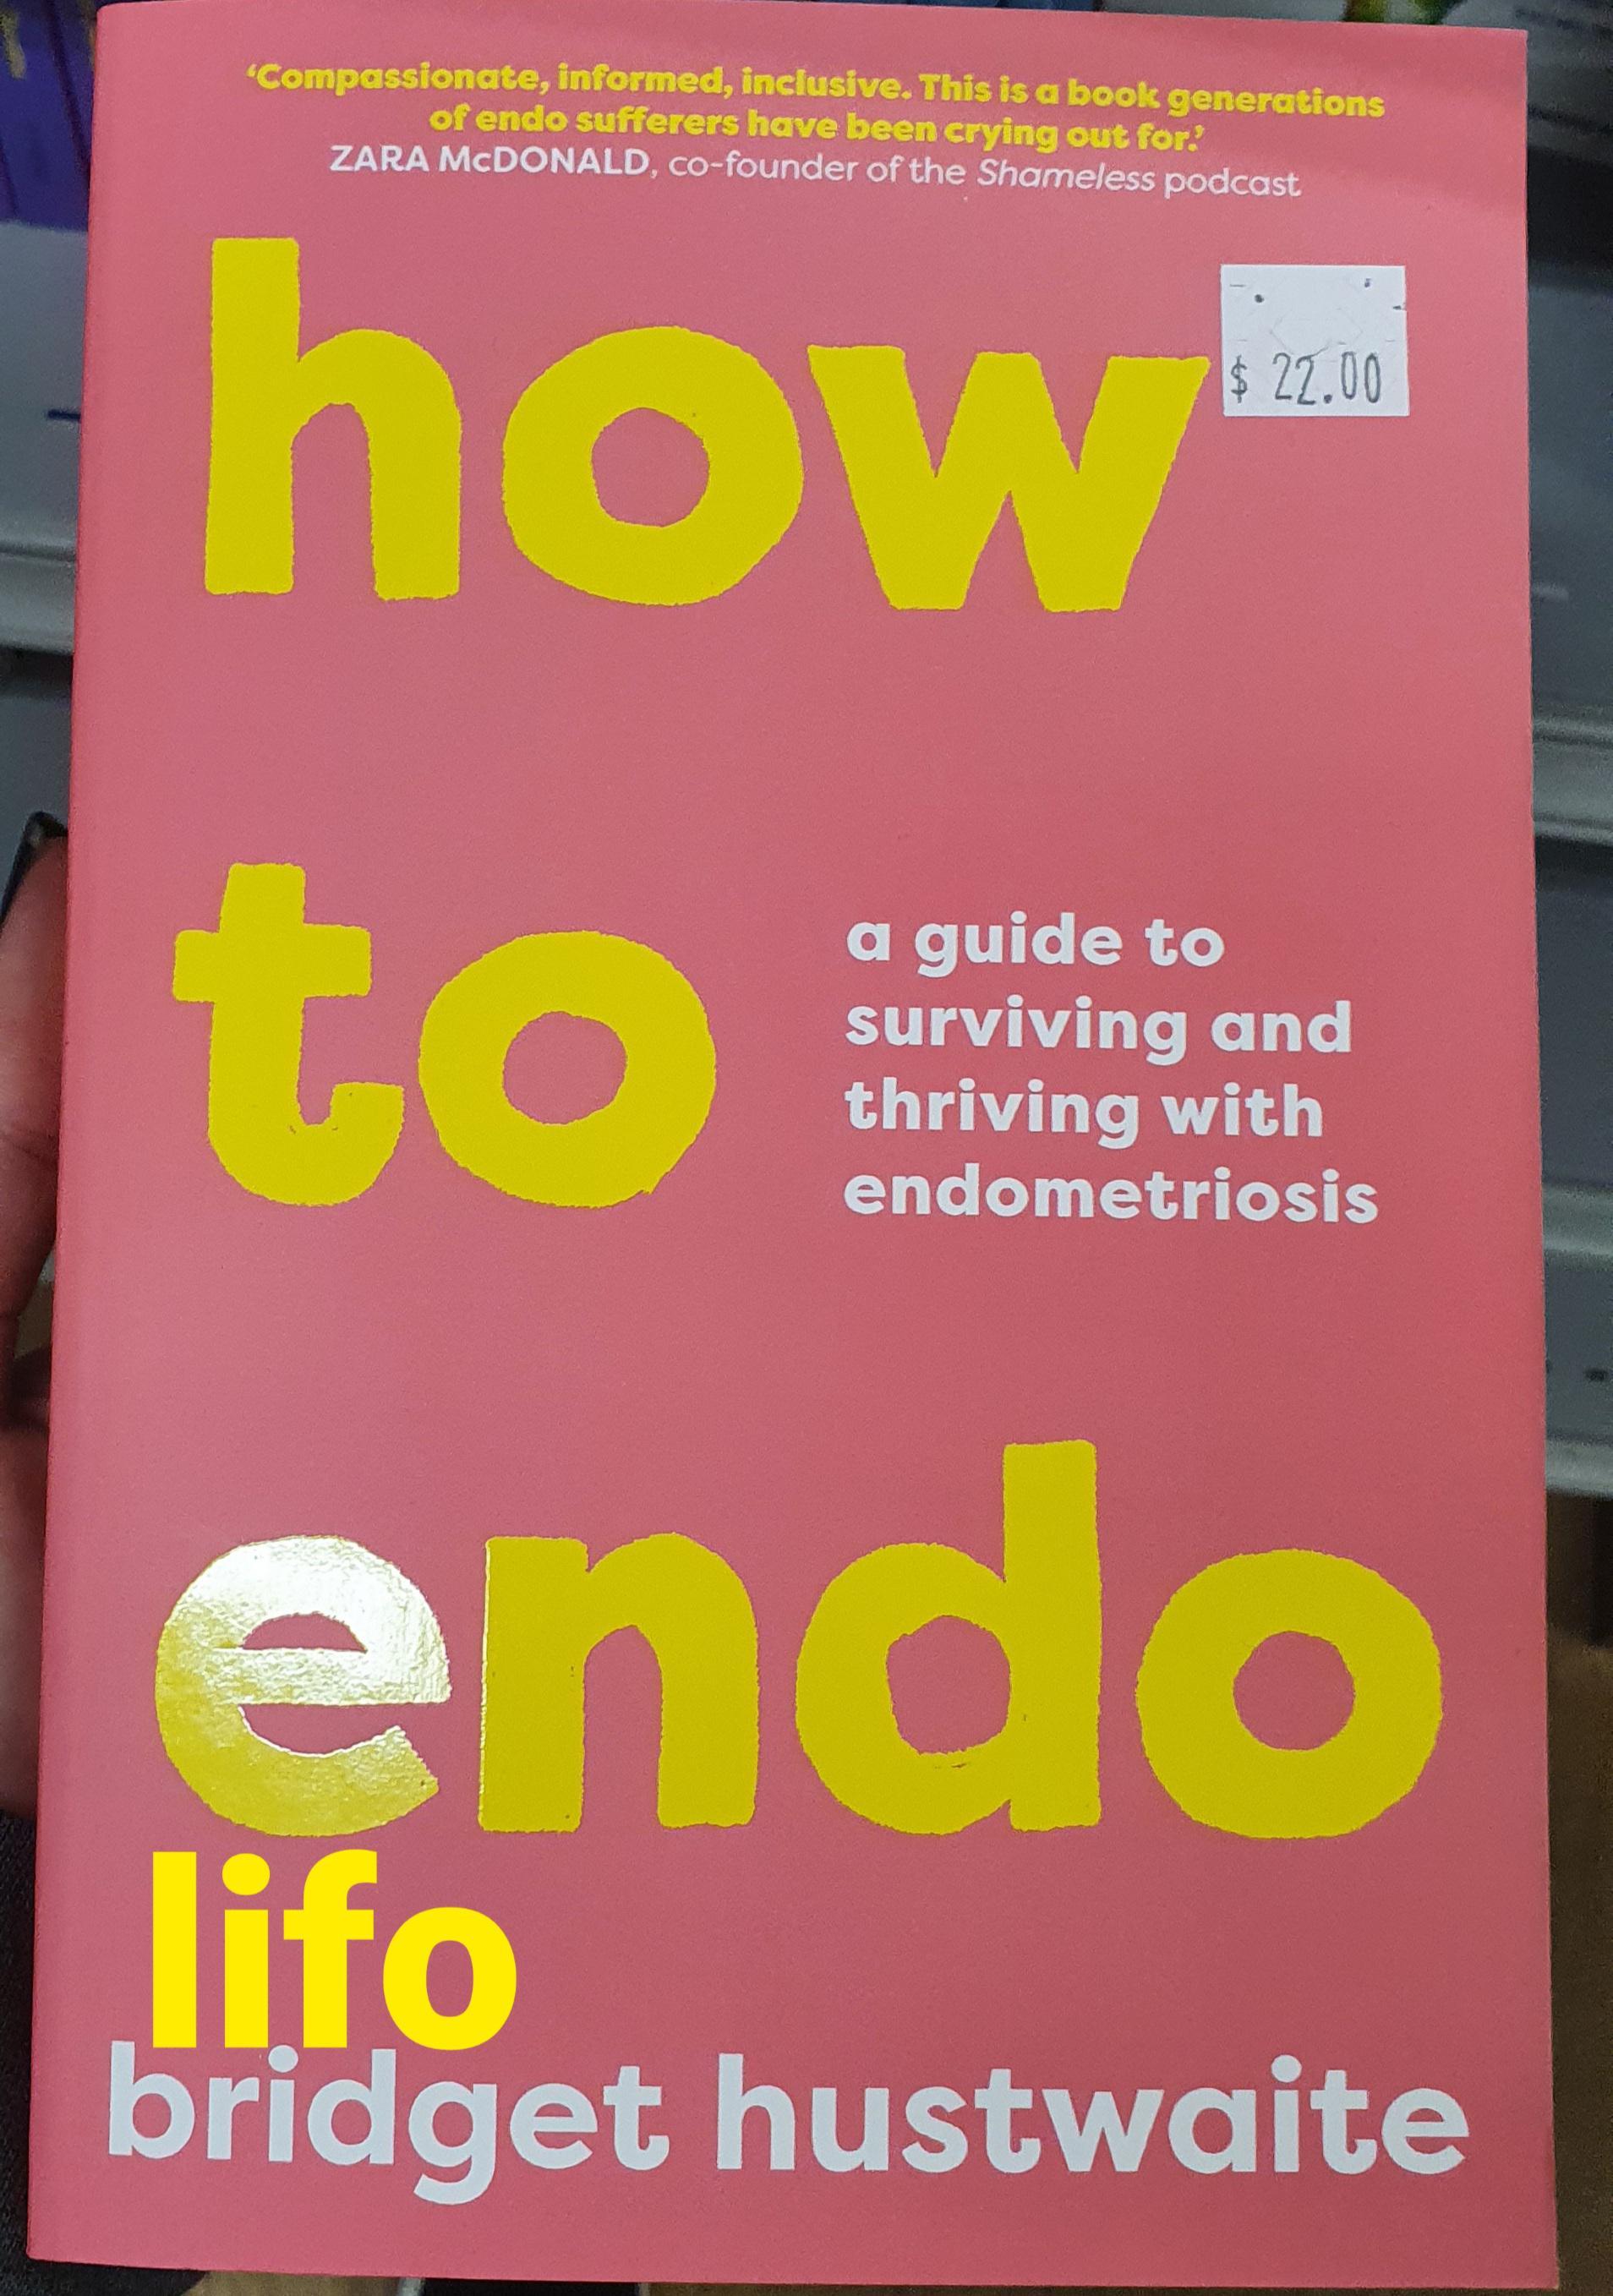 ‘Compassionate, informed, inclusive. This is a book generations
of endo sufferers have been crying out for.’
ZARA McDONALD, co-founder of the Shameless podcast
how
$ 22.00
to
a guide to
surviving and
thriving with
endometriosis
endo
lifo
bridget hustwaite